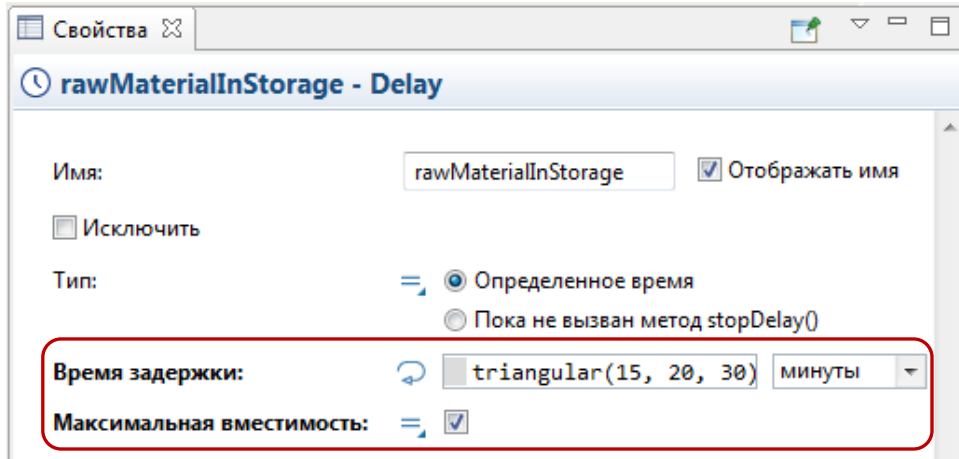 Свойства
rawMaterialInStorage - Delay
Имя: rawMaterialInStorage Отображать имя
Исключить
Тип: Определенное время
Пока не вызван метод stopDelay()
Время задержки: triangular(15, 20, 30) минуты
Максимальная вместимость: